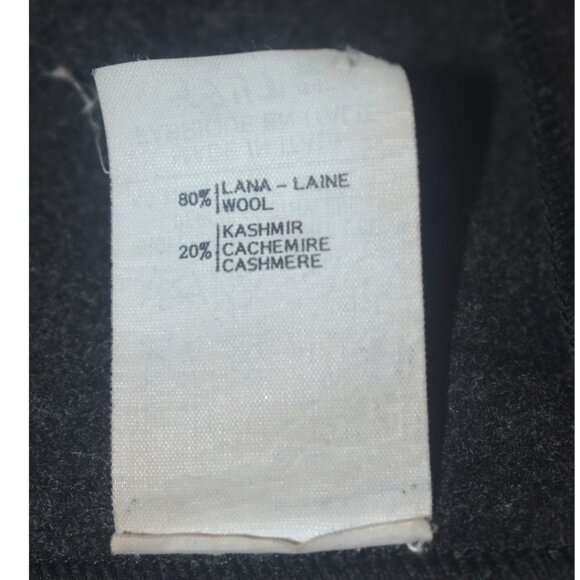 80% LANA - LAINE
WOOL
KASHMIR
20% CACHEMIRE
CASHMERE